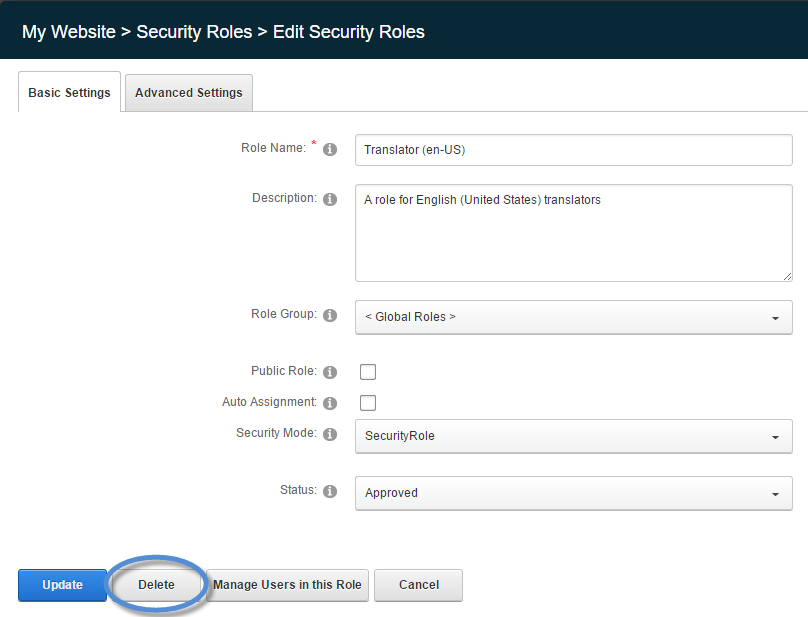 My Website > Security Roles > Edit Security Roles
Basic Settings
Advanced Settings
Role Name: *
Translator (en-US)
Description:
A role for English (United States) translators
Role Group:
< Global Roles >
Public Role:
Auto Assignment:
Security Mode:
SecurityRole
Status:
Approved
Update
Delete
Manage Users in this Role
Cancel